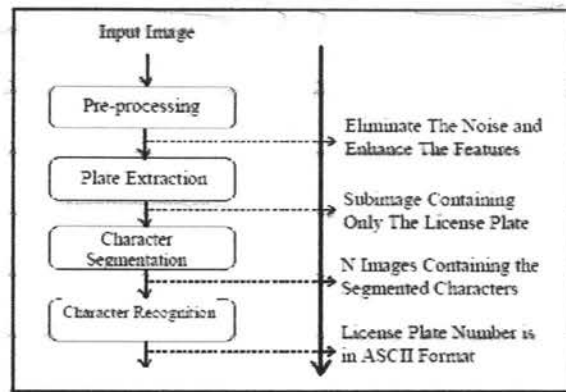 Input Image
Pre-processing
Eliminate The Noise and
Enhance The Features
Plate Extraction
Subimage Containing
Only The License Plate
Character
Segmentation
N Images Containing the
Segmented Characters
Character Recognition
License Plate Number is
in ASCII Format